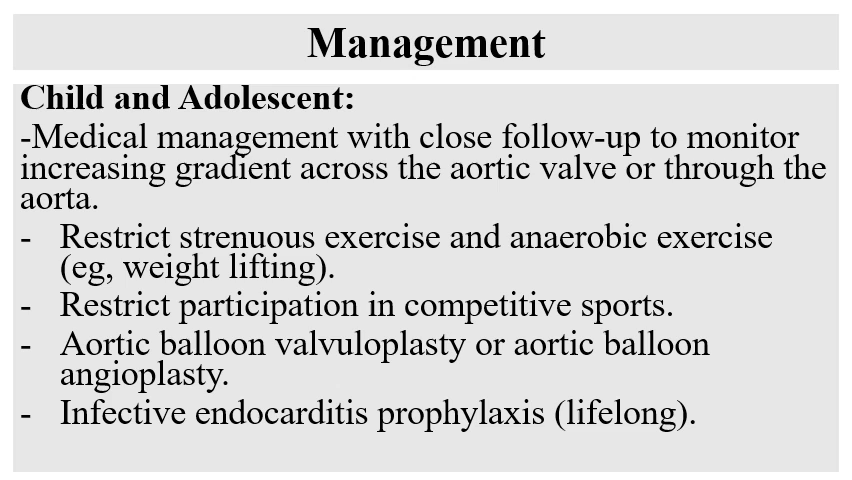 Management
Child and Adolescent:
-Medical management with close follow-up to monitor
increasing gradient across the aortic valve or through the
aorta.
- Restrict strenuous exercise and anaerobic exercise
(eg, weight lifting).
- Restrict participation in competitive sports.
- Aortic balloon valvuloplasty or aortic balloon
angioplasty.
- Infective endocarditis prophylaxis (lifelong).